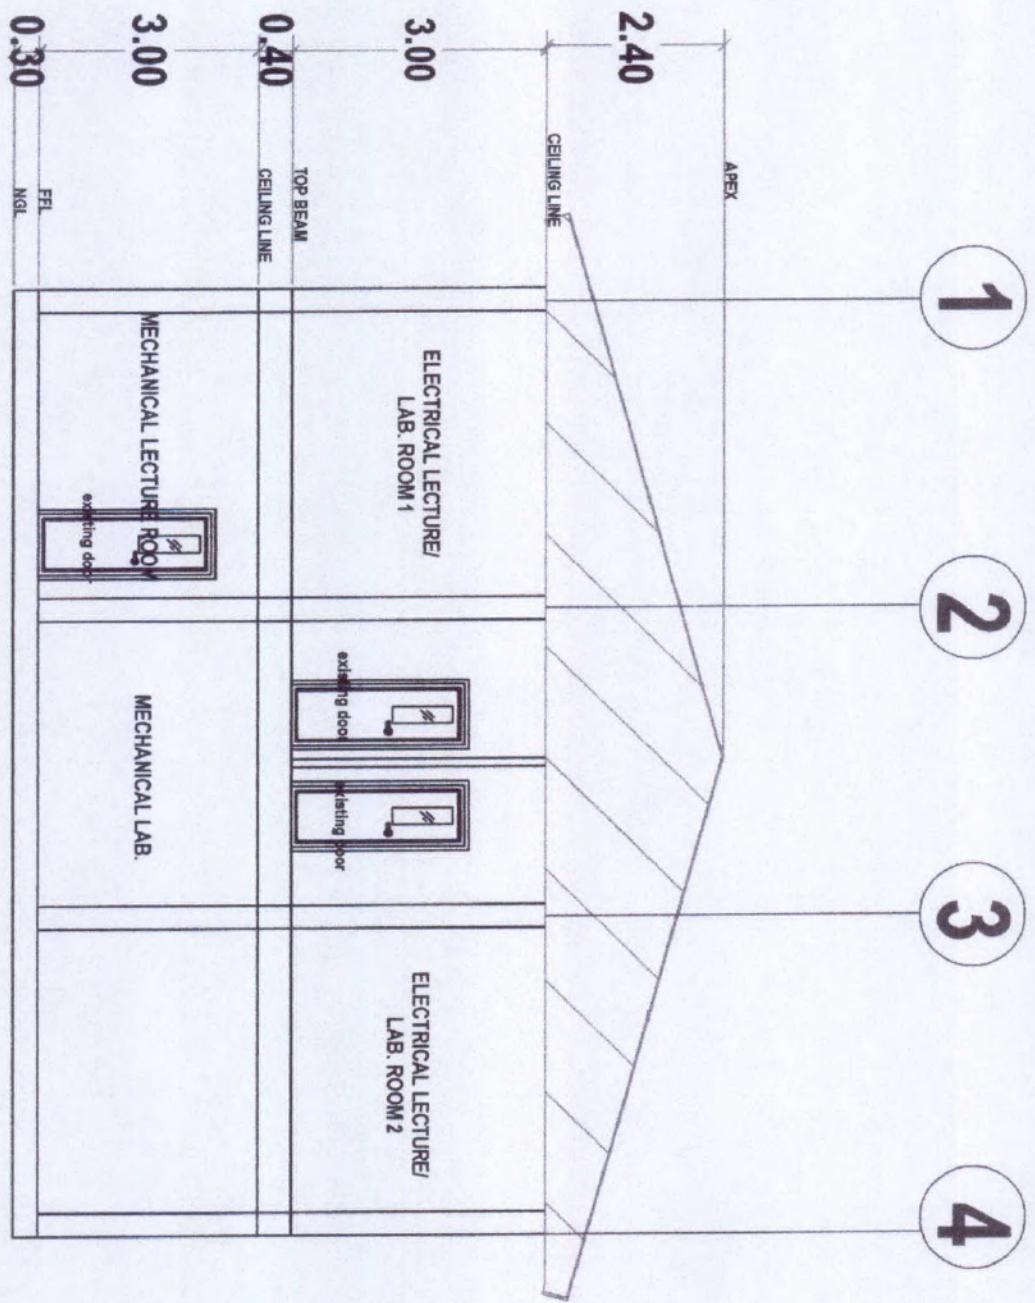 1
2
3
4
APEX
2.40
CEILING LINE
3.00
ELECTRICAL LECTURE/
LAB. ROOM 1
ELECTRICAL LECTURE/
LAB. ROOM 2
existing door
existing door
TOP BEAM
0.40
CEILING LINE
3.00
MECHANICAL LECTURE ROOM
MECHANICAL LAB.
existing door
FFL
0.30
NGL